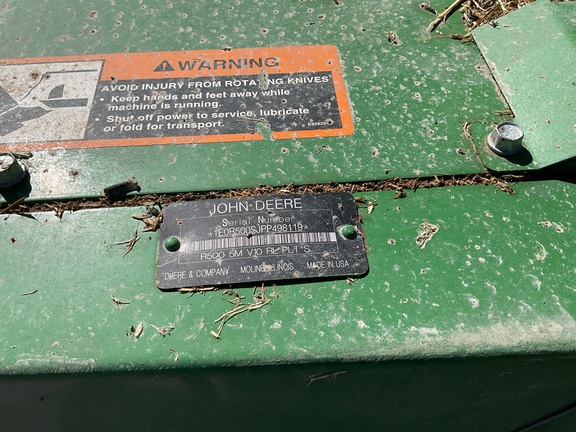 WARNING
AVOID INJURY FROM ROTATING KNIVES
• Keep hands and feet away while
machine is running.
• Shut off power to service, lubricate
or fold for transport.
JOHN DEERE
Serial Number
*1E0R500SJPP498119*
R500 5M V10 RL PLT S
DEERE & COMPANY MOLINE, ILLINOIS MADE IN USA